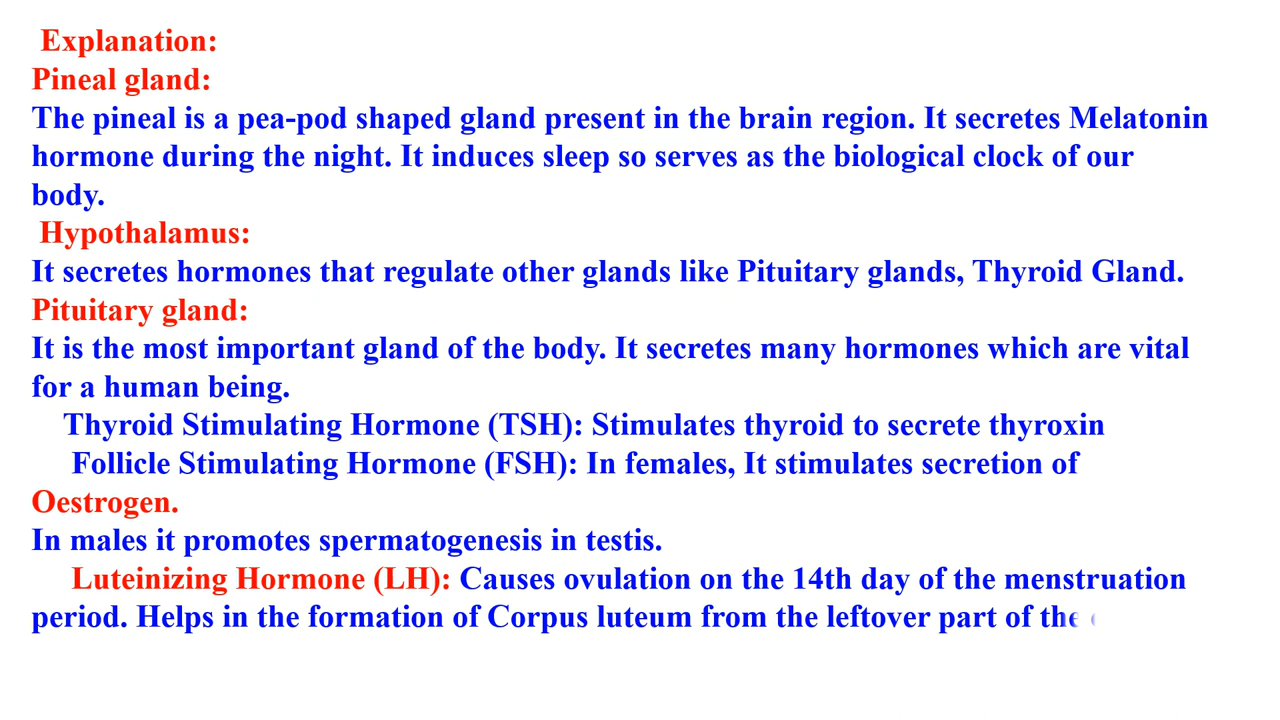 Explanation:
Pineal gland:
The pineal is a pea-pod shaped gland present in the brain region. It secretes Melatonin
hormone during the night. It induces sleep so serves as the biological clock of our
body.
Hypothalamus:
It secretes hormones that regulate other glands like Pituitary glands, Thyroid Gland.
Pituitary gland:
It is the most important gland of the body. It secretes many hormones which are vital
for a human being.
Thyroid Stimulating Hormone (TSH): Stimulates thyroid to secrete thyroxin
Follicle Stimulating Hormone (FSH): In females, It stimulates secretion of
Oestrogen.
In males it promotes spermatogenesis in testis.
Luteinizing Hormone (LH): Causes ovulation on the 14th day of the menstruation
period. Helps in the formation of Corpus luteum from the leftover part of the